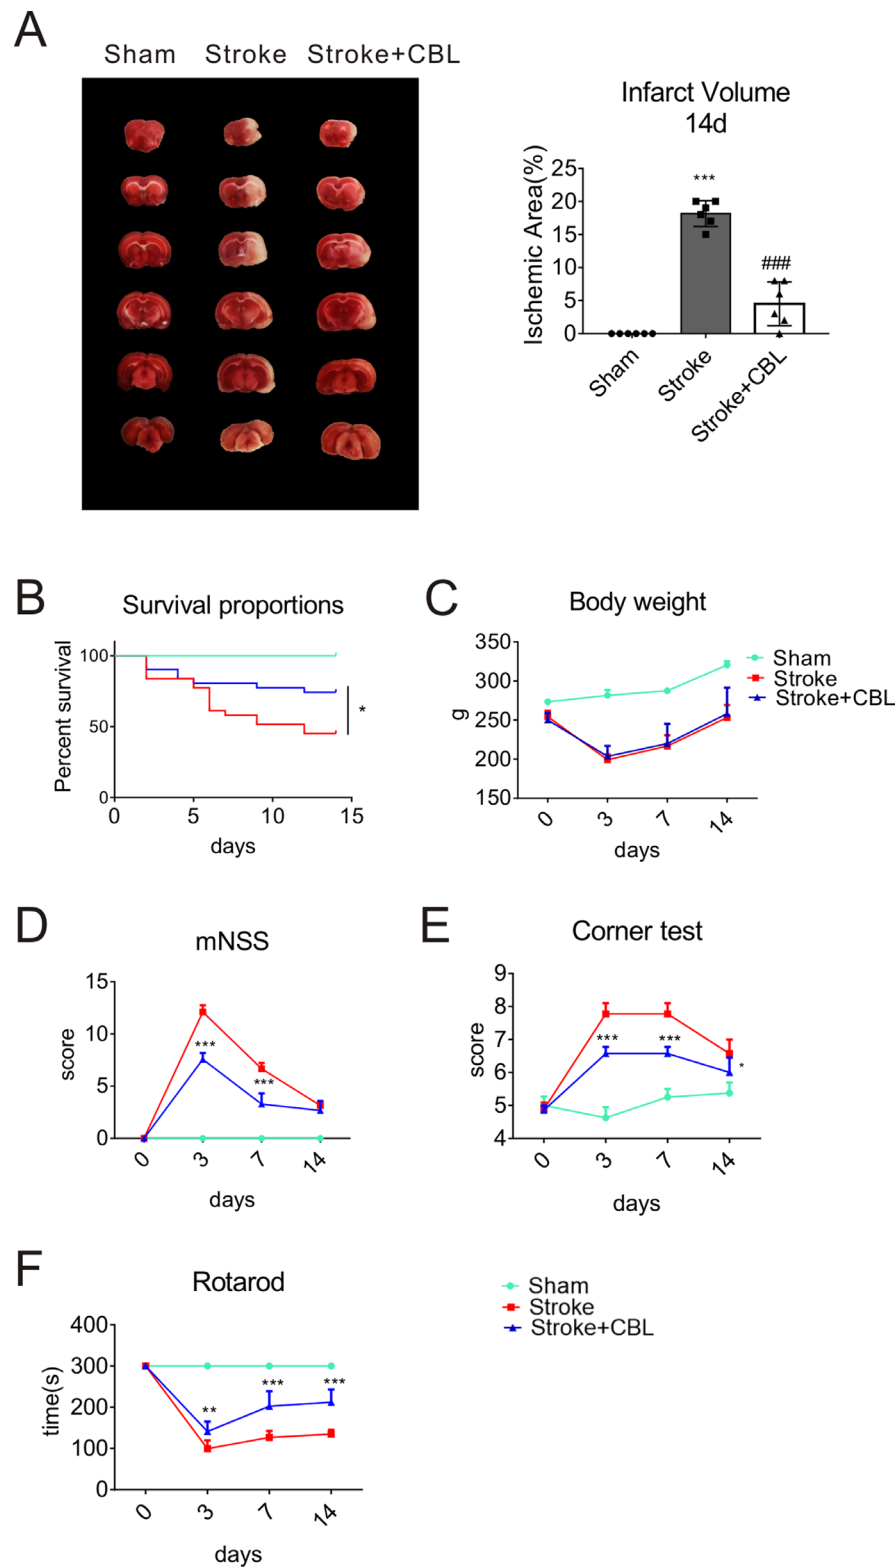 A
Sham Stroke Stroke+CBL
Infarct Volume
14d
Ischemic Area(%)
25
20
15
10
5
0
***
###
Sham
Stroke
Stroke+CBL
B
Survival proportions
Percent survival
100
50
0
*
0 5 10 15
days
C
Body weight
g
350
300
250
200
150
Sham
Stroke
Stroke+CBL
0 3 7 14
days
D
mNSS
score
15
10
5
0
***
***
0 3 7 14
days
E
Corner test
score
9
8
7
6
5
4
***
***
*
0 3 7 14
days
F
Rotarod
time(s)
400
300
200
100
0
**
***
***
0 3 7 14
days
Sham
Stroke
Stroke+CBL